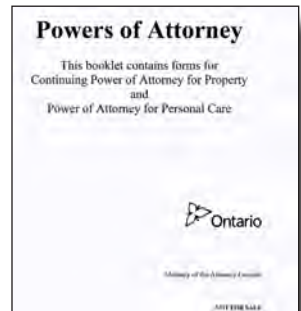 Powers of Attorney
This booklet contains forms for
Continuing Power of Attorney for Property
and
Power of Attorney for Personal Care
Ontario
Ministry of the Attorney General
NOT FOR SALE